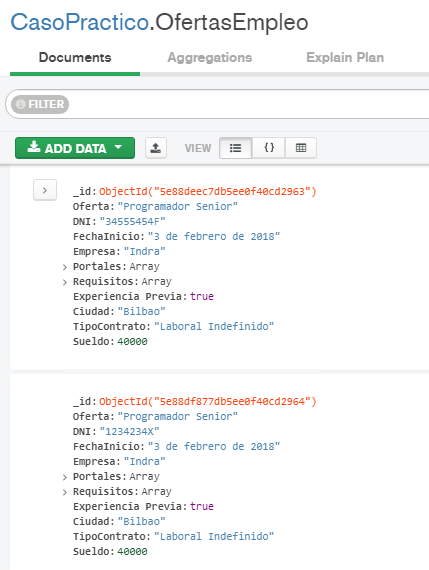 CasoPractico.OfertasEmpleo
Documents Aggregations Explain Plan
FILTER
ADD DATA VIEW { }
_id: ObjectId("5e88deec7db5ee0f40cd2963")
Oferta: "Programador Senior"
DNI: "34555454F"
FechaInicio: "3 de febrero de 2018"
Empresa: "Indra"
> Portales: Array
> Requisitos: Array
Experiencia Previa: true
Ciudad: "Bilbao"
TipoContrato: "Laboral Indefinido"
Sueldo: 40000
_id: ObjectId("5e88df877db5ee0f40cd2964")
Oferta: "Programador Senior"
DNI: "1234234X"
FechaInicio: "3 de febrero de 2018"
Empresa: "Indra"
> Portales: Array
> Requisitos: Array
Experiencia Previa: true
Ciudad: "Bilbao"
TipoContrato: "Laboral Indefinido"
Sueldo: 40000